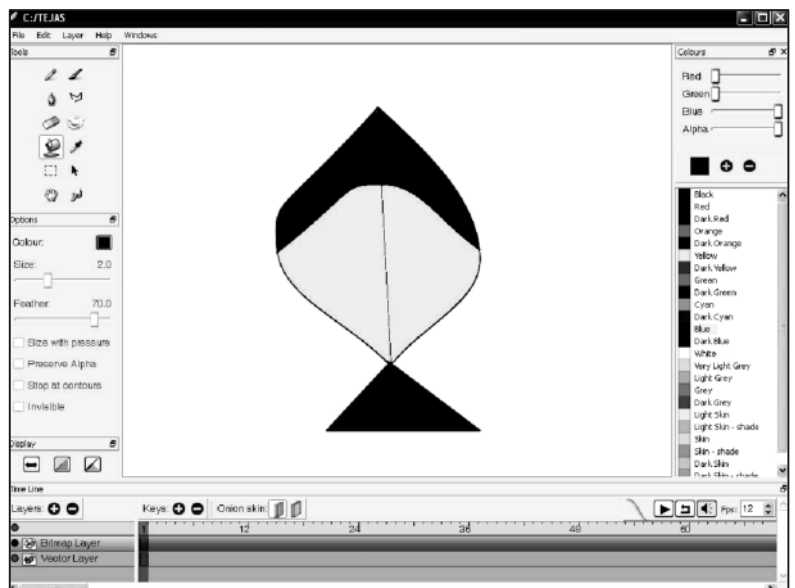 C:/TEJAS
File Edit Layer Help Windows
Tools
Options
Colour:
Size: 2.0
Feather: 70.0
Size with pressure
Preserve Alpha
Stop at contours
Invisible
Display
Colours
Red
Green
Blue
Alpha
Black
Red
Dark Red
Orange
Dark Orange
Yellow
Dark Yellow
Green
Dark Green
Cyan
Dark Cyan
Blue
Dark Blue
White
Very Light Grey
Light Grey
Grey
Dark Grey
Light Skin
Light Skin - shade
Skin
Skin - shade
Dark Skin
Dark Skin - shade
Time Line
Layers: Keys: Onion skin: Fps: 12
1 12 24 36 48 60
Bitmap Layer
Vector Layer